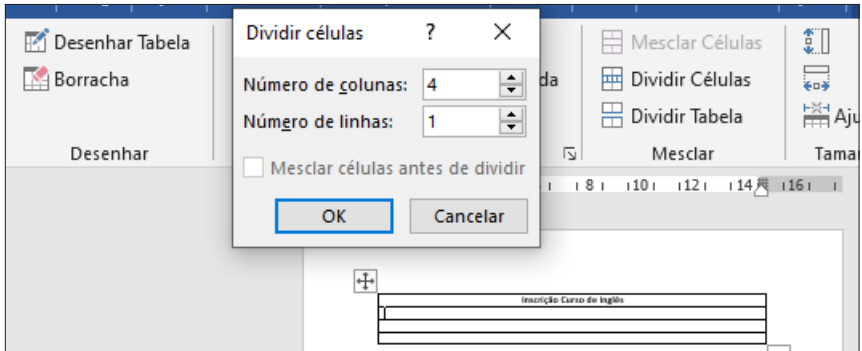 Desenhar Tabela
Borracha
Desenhar
Dividir células ? ×
Número de colunas: 4
Número de linhas: 1
Mesclar células antes de dividir
OK Cancelar
da
Mesclar Células
Dividir Células
Dividir Tabela
Mesclar
Aju
Tama
8 10 12 14 16
Inscrição Curso de Inglês